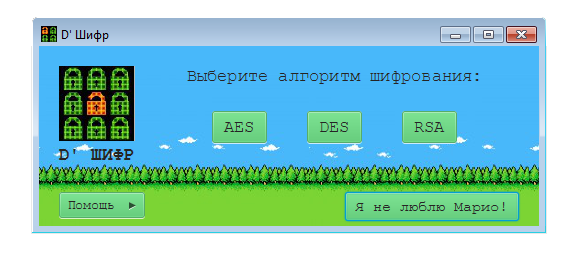 D' Шифр
Выберите алгоритм шифрования:
AES DES RSA
D' ШИФР
Помощь ►
Я не люблю Марио!